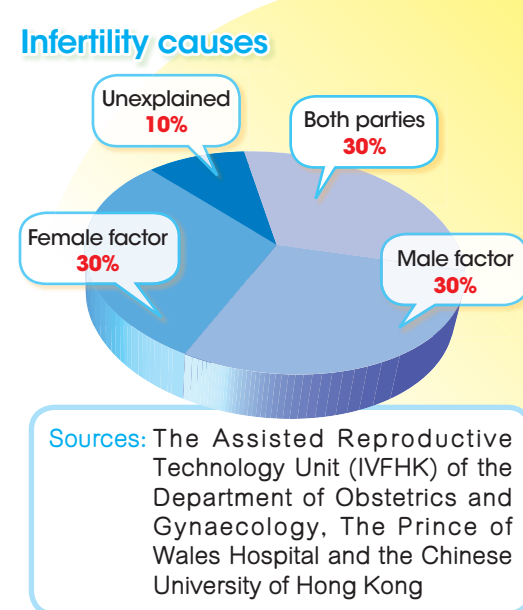 Infertility causes
Unexplained
10%
Both parties
30%
Female factor
30%
Male factor
30%
Sources: The Assisted Reproductive
Technology Unit (IVFHK) of the
Department of Obstetrics and
Gynaecology, The Prince of
Wales Hospital and the Chinese
University of Hong Kong